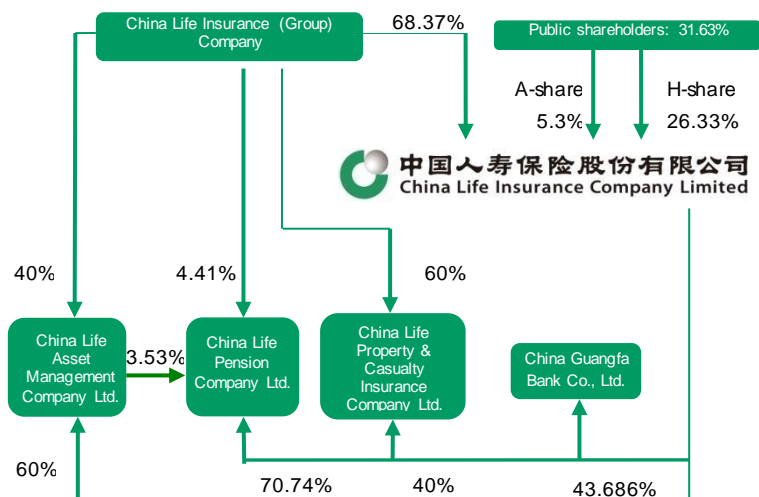 China Life Insurance (Group)
Company
68.37%
Public shareholders: 31.63%
A-share
5.3%
H-share
26.33%
中国人寿保险股份有限公司
China Life Insurance Company Limited
40%
4.41%
60%
China Life
Asset
Management
Company Ltd.
3.53%
China Life
Pension
Company Ltd.
China Life
Property &
Casualty
Insurance
Company Ltd.
China Guangfa
Bank Co., Ltd.
60%
70.74%
40%
43.686%